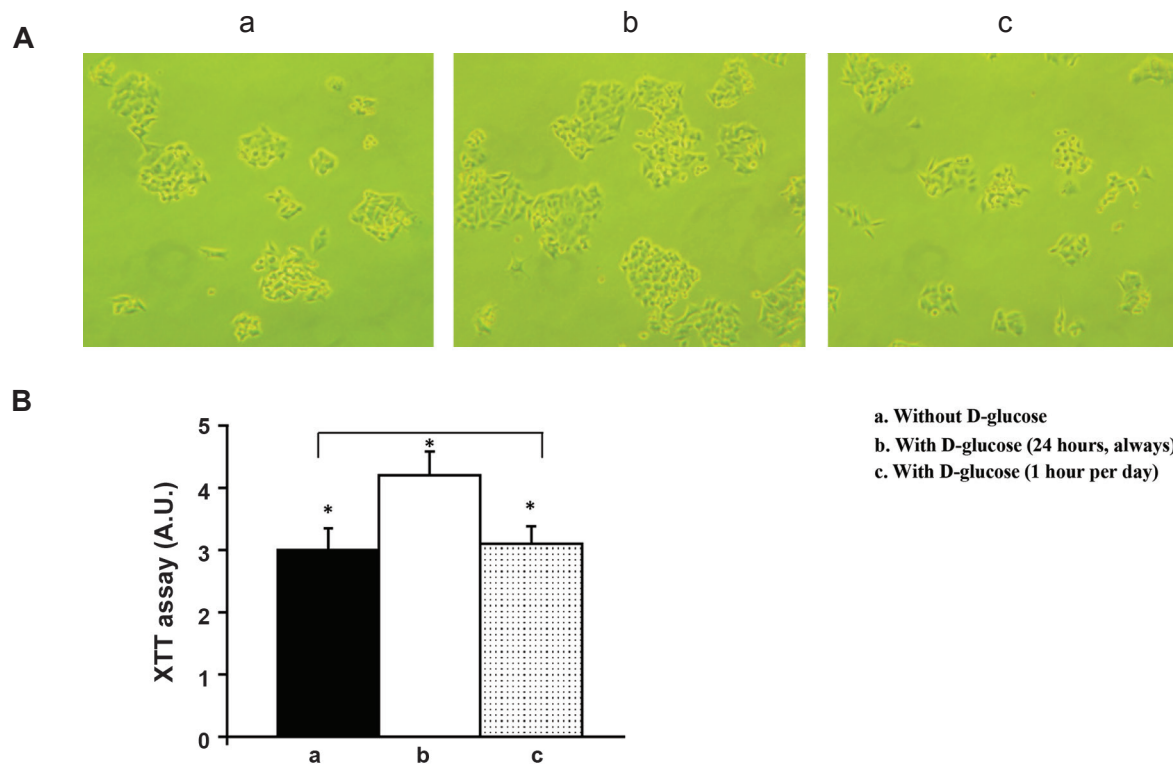 a b c
A
B
a. Without D-glucose
b. With D-glucose (24 hours, always)
c. With D-glucose (1 hour per day)
XTT assay (A.U.)
5
4
3
2
1
0
* * *
a b c